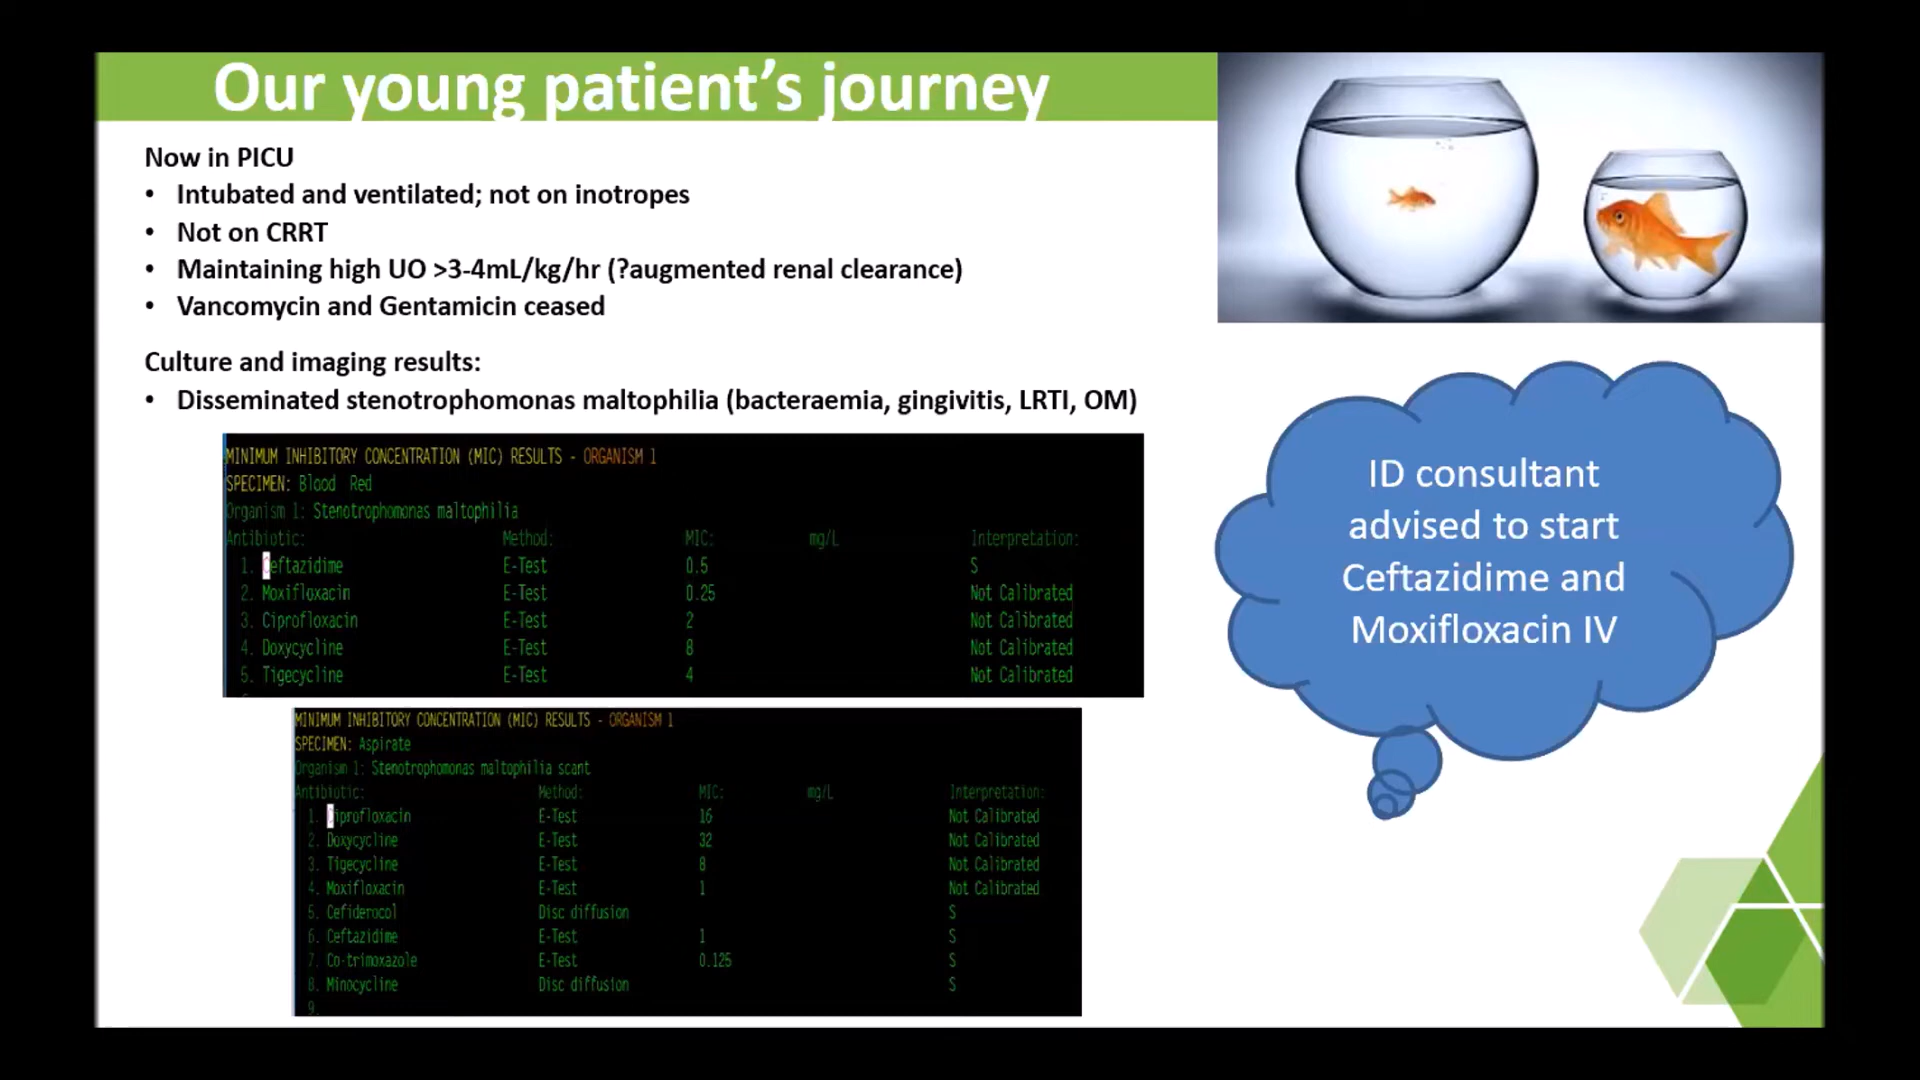 Our young patient's journey
Now in PICU
• Intubated and ventilated; not on inotropes
• Not on CRRT
• Maintaining high UO >3-4mL/kg/hr (?augmented renal clearance)
• Vancomycin and Gentamicin ceased
Culture and imaging results:
• Disseminated stenotrophomonas maltophilia (bacteraemia, gingivitis, LRTI, OM)
MINIMUM INHIBITORY CONCENTRATION (MIC) RESULTS - ORGANISM 1
SPECIMEN: Blood Red
Organism 1: Stenotrophomonas maltophilia
Antibiotic: Method: MIC: mg/L Interpretation:
1. Ceftazidime E-Test 0.5 S
2. Moxifloxacin E-Test 0.25 Not Calibrated
3. Ciprofloxacin E-Test 2 Not Calibrated
4. Doxycycline E-Test 8 Not Calibrated
5. Tigecycline E-Test 4 Not Calibrated
MINIMUM INHIBITORY CONCENTRATION (MIC) RESULTS - ORGANISM 1
SPECIMEN: Aspirate
Organism 1: Stenotrophomonas maltophilia scant
Antibiotic: Method: MIC: mg/L Interpretation:
1. Ciprofloxacin E-Test 16 Not Calibrated
2. Doxycycline E-Test 32 Not Calibrated
3. Tigecycline E-Test 8 Not Calibrated
4. Moxifloxacin E-Test 1 Not Calibrated
5. Cefiderocol Disc diffusion S
6. Ceftazidime E-Test 1 S
7. Co-trimoxazole E-Test 0.125 S
8. Minocycline Disc diffusion S
9.
ID consultant
advised to start
Ceftazidime and
Moxifloxacin IV